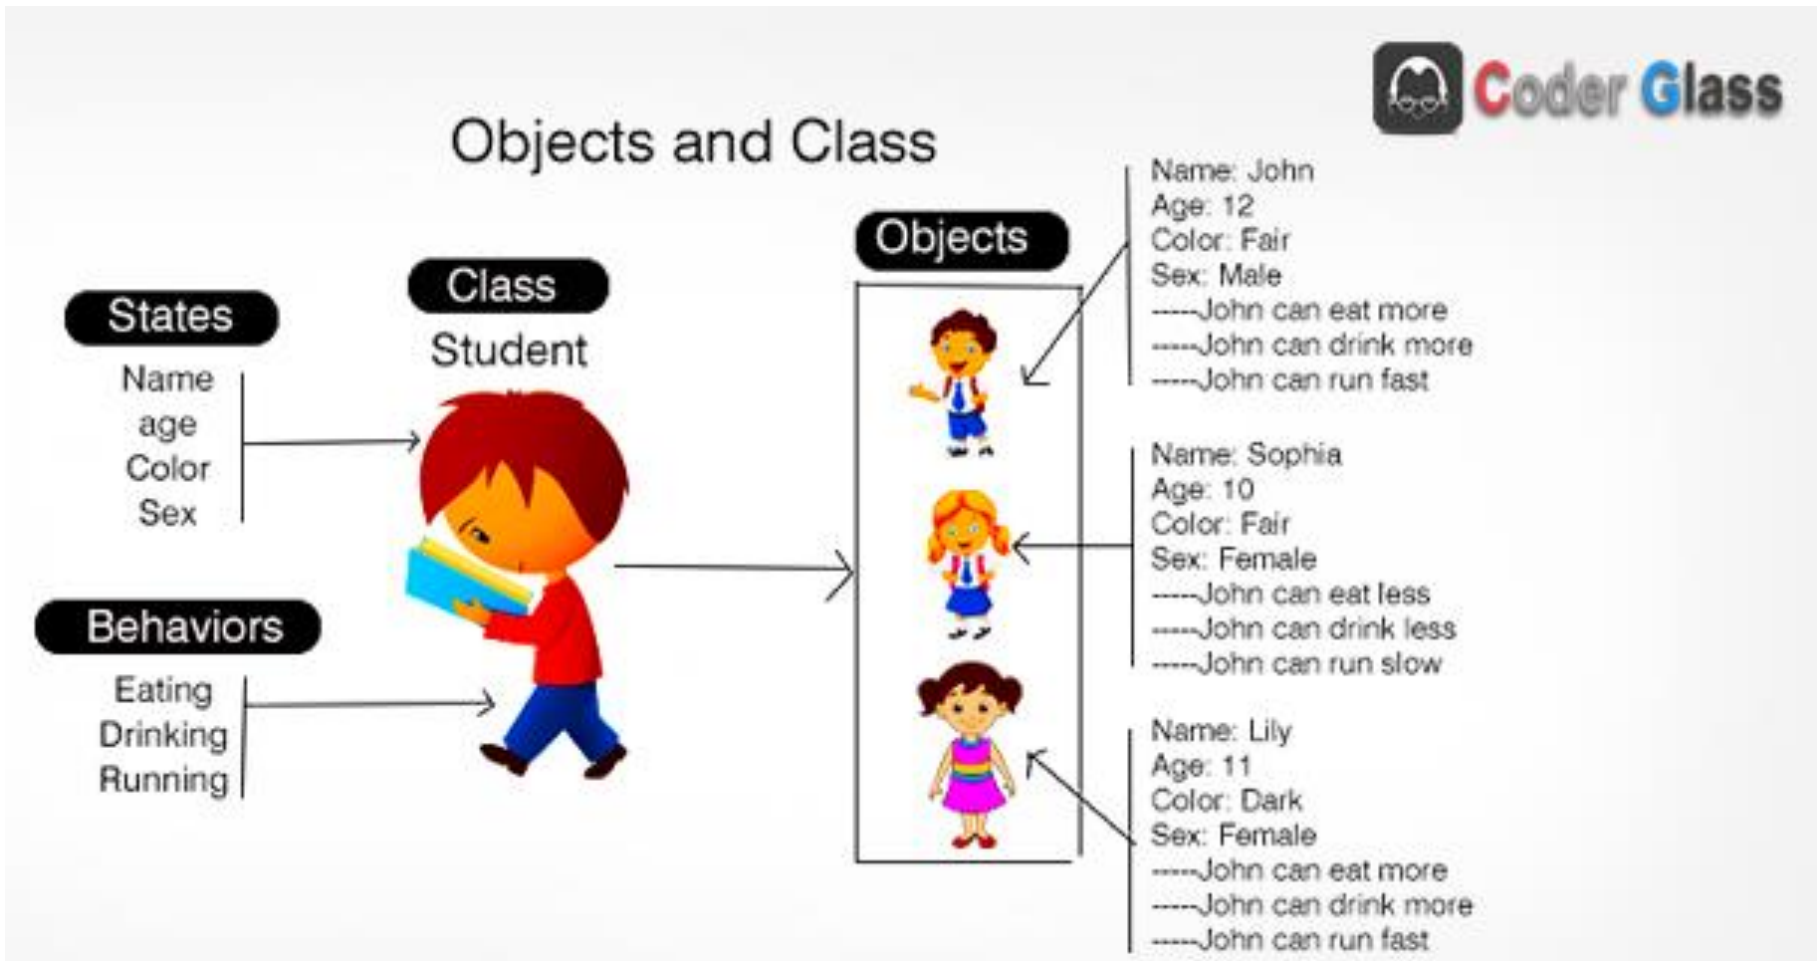 Coder Glass
Objects and Class
States
Name
age
Color
Sex
Behaviors
Eating
Drinking
Running
Class
Student
Objects
Name: John
Age: 12
Color: Fair
Sex: Male
-----John can eat more
-----John can drink more
-----John can run fast
Name: Sophia
Age: 10
Color: Fair
Sex: Female
-----John can eat less
-----John can drink less
-----John can run slow
Name: Lily
Age: 11
Color: Dark
Sex: Female
-----John can eat more
-----John can drink more
-----John can run fast